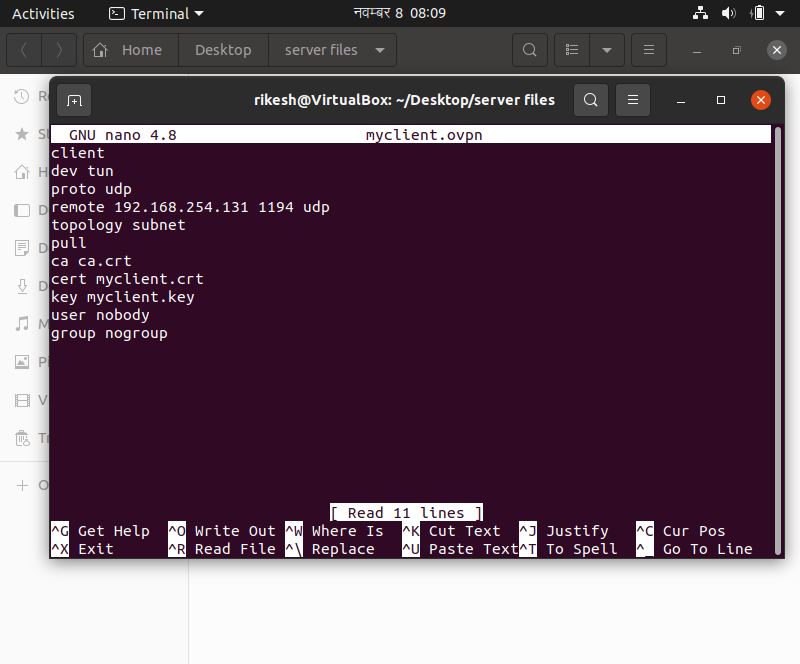 Activities Terminal नवम्बर 8 08:09
Home Desktop server files
rikesh@VirtualBox: ~/Desktop/server files
GNU nano 4.8 myclient.ovpn
client
dev tun
proto udp
remote 192.168.254.131 1194 udp
topology subnet
pull
ca ca.crt
cert myclient.crt
key myclient.key
user nobody
group nogroup
[ Read 11 lines ]
^G Get Help ^O Write Out ^W Where Is ^K Cut Text ^J Justify ^C Cur Pos
^X Exit ^R Read File ^\ Replace ^U Paste Text ^T To Spell ^_ Go To Line